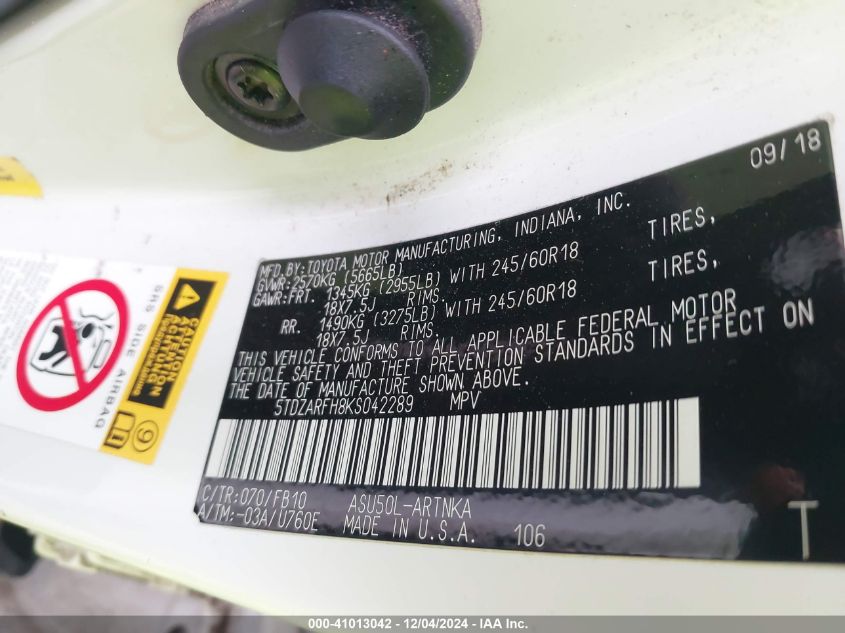 09/18
MFD.BY:TOYOTA MOTOR MANUFACTURING, INDIANA, INC.
GVWR:2570KG (5665LB)
GAWR:FRT. 1345KG (2955LB) WITH 245/60R18 TIRES,
18X7.5J RIMS.
RR. 1490KG (3275LB) WITH 245/60R18 TIRES,
18X7.5J RIMS.
THIS VEHICLE CONFORMS TO ALL APPLICABLE FEDERAL MOTOR
VEHICLE SAFETY AND THEFT PREVENTION STANDARDS IN EFFECT ON
THE DATE OF MANUFACTURE SHOWN ABOVE.
5TDZARFH8KS042289 MPV
C/TR:070/FB10 ASU50L-ARTNKA
A/TM:-03A/U760E MADE IN U.S.A. 106
T
SRS SIDE AIRBAG
CAUTION
ACTION
9
000-41013042 - 12/04/2024 - IAA Inc.